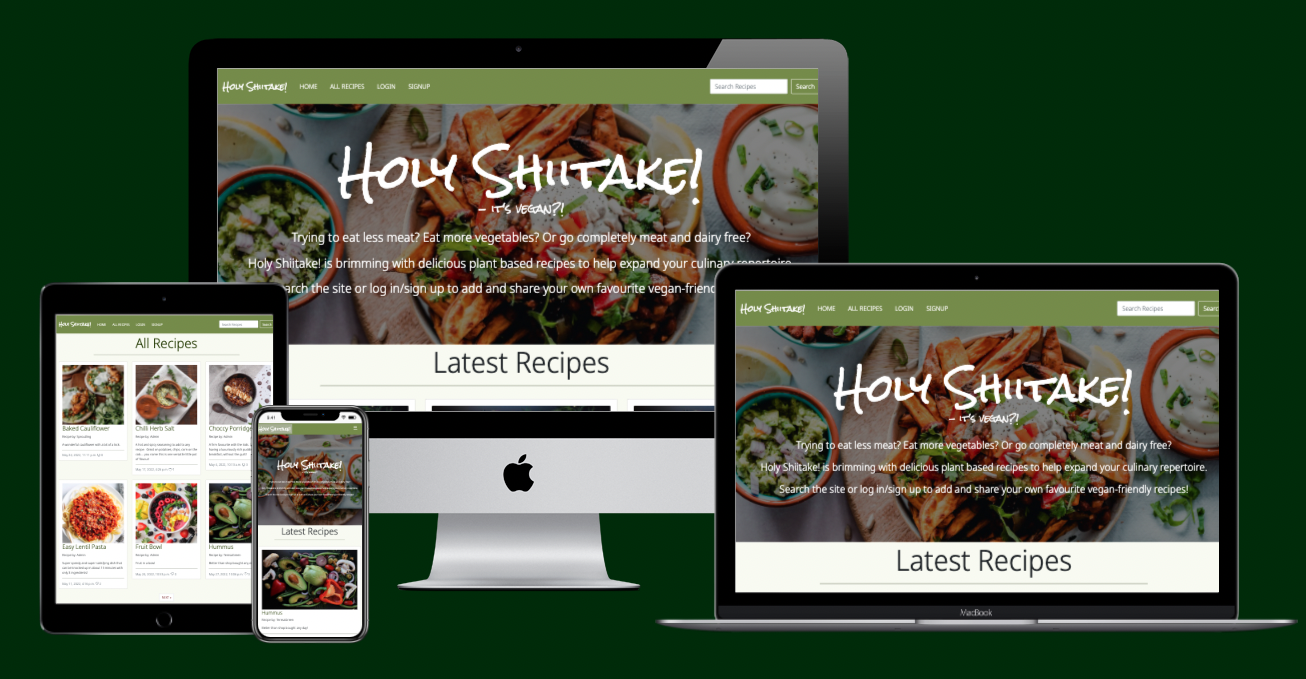 Holy Shiitake!
HOME
ALL RECIPES
LOGIN
SIGNUP
Search Recipes
Search
Holy Shiitake!
– it's vegan?!
Trying to eat less meat? Eat more vegetables? Or go completely meat and dairy free?
Holy Shiitake! is brimming with delicious plant based recipes to help expand your culinary repertoire.
the site or log in/sign up to add and share your own favourite
Latest Recipes
Holy Shiitake!
HOME
ALL RECIPES
LOGIN
SIGNUP
All Recipes
Baked Cauliflower
Chilli Herb Salt
Choccy Porridge
Easy Lentil Pasta
Fruit Bowl
Hummus
9:41
Holy Shiitake!
Holy Shiitake!
Latest Recipes
Hummus
Holy Shiitake!
HOME
ALL RECIPES
LOGIN
SIGNUP
Search Recipes
Searc
Holy Shiitake!
– it's vegan?!
Trying to eat less meat? Eat more vegetables? Or go completely meat and dairy free?
Holy Shiitake! is brimming with delicious plant based recipes to help expand your culinary repertoire.
Search the site or log in/sign up to add and share your own favourite vegan-friendly recipes!
Latest Recipes
MacBook